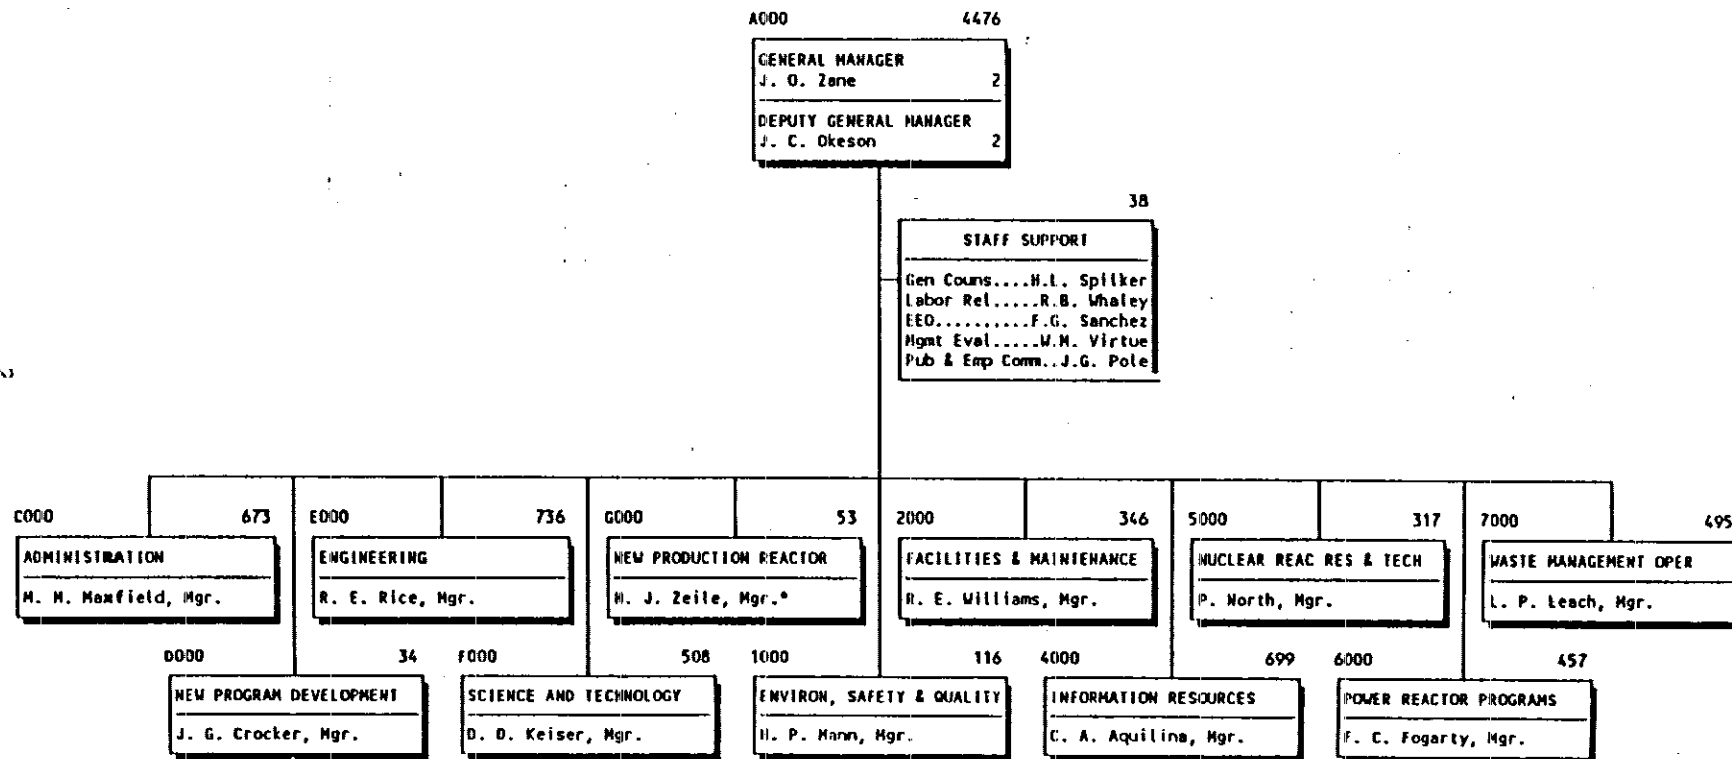 A000 4476
GENERAL MANAGER
J. O. Zane 2
DEPUTY GENERAL MANAGER
J. C. Okeson 2
38
STAFF SUPPORT
Gen Couns....H.L. Spilker
Labor Rel.....R.B. Whaley
EEO..........F.G. Sanchez
Mgmt Eval.....W.M. Virtue
Pub & Emp Comm..J.G. Pole
C000 673
ADMINISTRATION
M. M. Maxfield, Mgr.
E000 736
ENGINEERING
R. E. Rice, Mgr.
G000 53
NEW PRODUCTION REACTOR
H. J. Zeile, Mgr.*
2000 346
FACILITIES & MAINTENANCE
R. E. Williams, Mgr.
5000 317
NUCLEAR REAC RES & TECH
P. North, Mgr.
7000 495
WASTE MANAGEMENT OPER
L. P. Leach, Mgr.
D000 34
NEW PROGRAM DEVELOPMENT
J. G. Crocker, Mgr.
F000 508
SCIENCE AND TECHNOLOGY
D. D. Keiser, Mgr.
1000 116
ENVIRON, SAFETY & QUALITY
H. P. Mann, Mgr.
4000 699
INFORMATION RESOURCES
C. A. Aquilina, Mgr.
6000 457
POWER REACTOR PROGRAMS
F. C. Fogarty, Mgr.